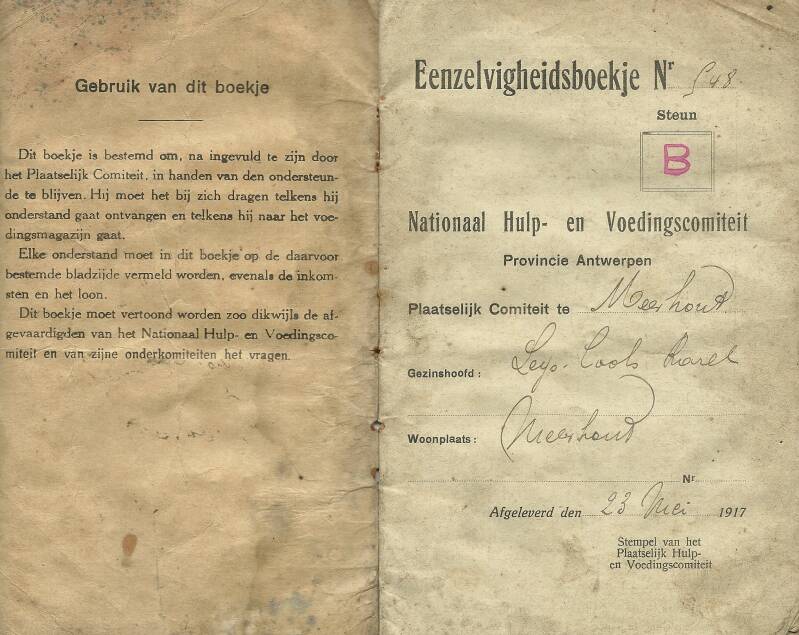 Gebruik van dit boekje
Dit boekje is bestemd om, na ingevuld te zijn door
het Plaatselijk Comiteit, in handen van den ondersteun-
de te blijven. Hij moet het bij zich dragen telkens hij
onderstand gaat ontvangen en telkens hij naar het voe-
dingsmagazijn gaat.
Elke onderstand moet in dit boekje op de daarvoor
bestemde bladzijde vermeld worden, evenals de inkom-
sten en het loon.
Dit boekje moet vertoond worden zoo dikwijls de af-
gevaardigden van het Nationaal Hulp- en Voedingsco-
miteit en van zijne onderkomiteiten het vragen.
Eenzelvigheidsboekje Nr 548
Steun
B
Nationaal Hulp- en Voedingscomiteit
Provincie Antwerpen
Plaatselijk Comiteit te Meerhout
Gezinshoofd: Leys-Cools Karel
Woonplaats: Meerhout
Nr
Afgeleverd den 23 Mei 1917
Stempel van het
Plaatselijk Hulp-
en Voedingscomiteit